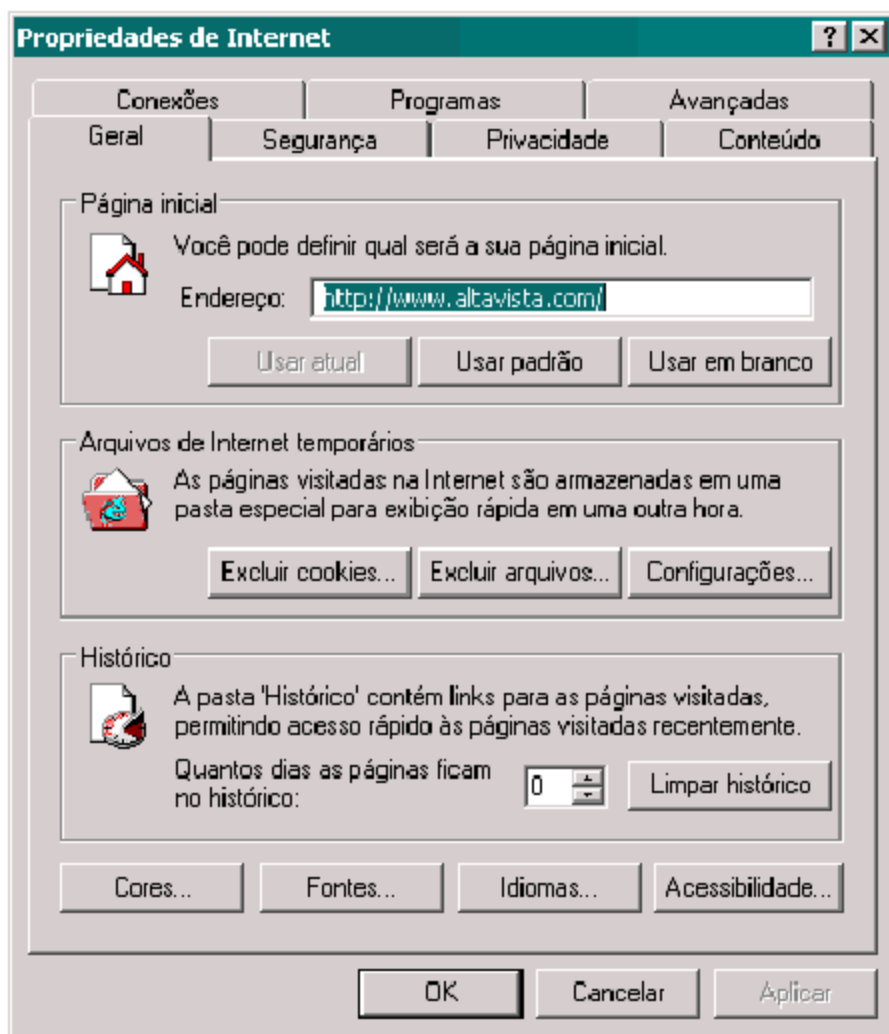 Propriedades de Internet
Conexões Programas Avançadas
Geral Segurança Privacidade Conteúdo
Página inicial
Você pode definir qual será a sua página inicial.
Endereço: http://www.altavista.com/
Usar atual Usar padrão Usar em branco
Arquivos de Internet temporários
As páginas visitadas na Internet são armazenadas em uma
pasta especial para exibição rápida em uma outra hora.
Excluir cookies... Excluir arquivos... Configurações...
Histórico
A pasta 'Histórico' contém links para as páginas visitadas,
permitindo acesso rápido às páginas visitadas recentemente.
Quantos dias as páginas ficam
no histórico: 0 Limpar histórico
Cores... Fontes... Idiomas... Acessibilidade...
OK Cancelar Aplicar